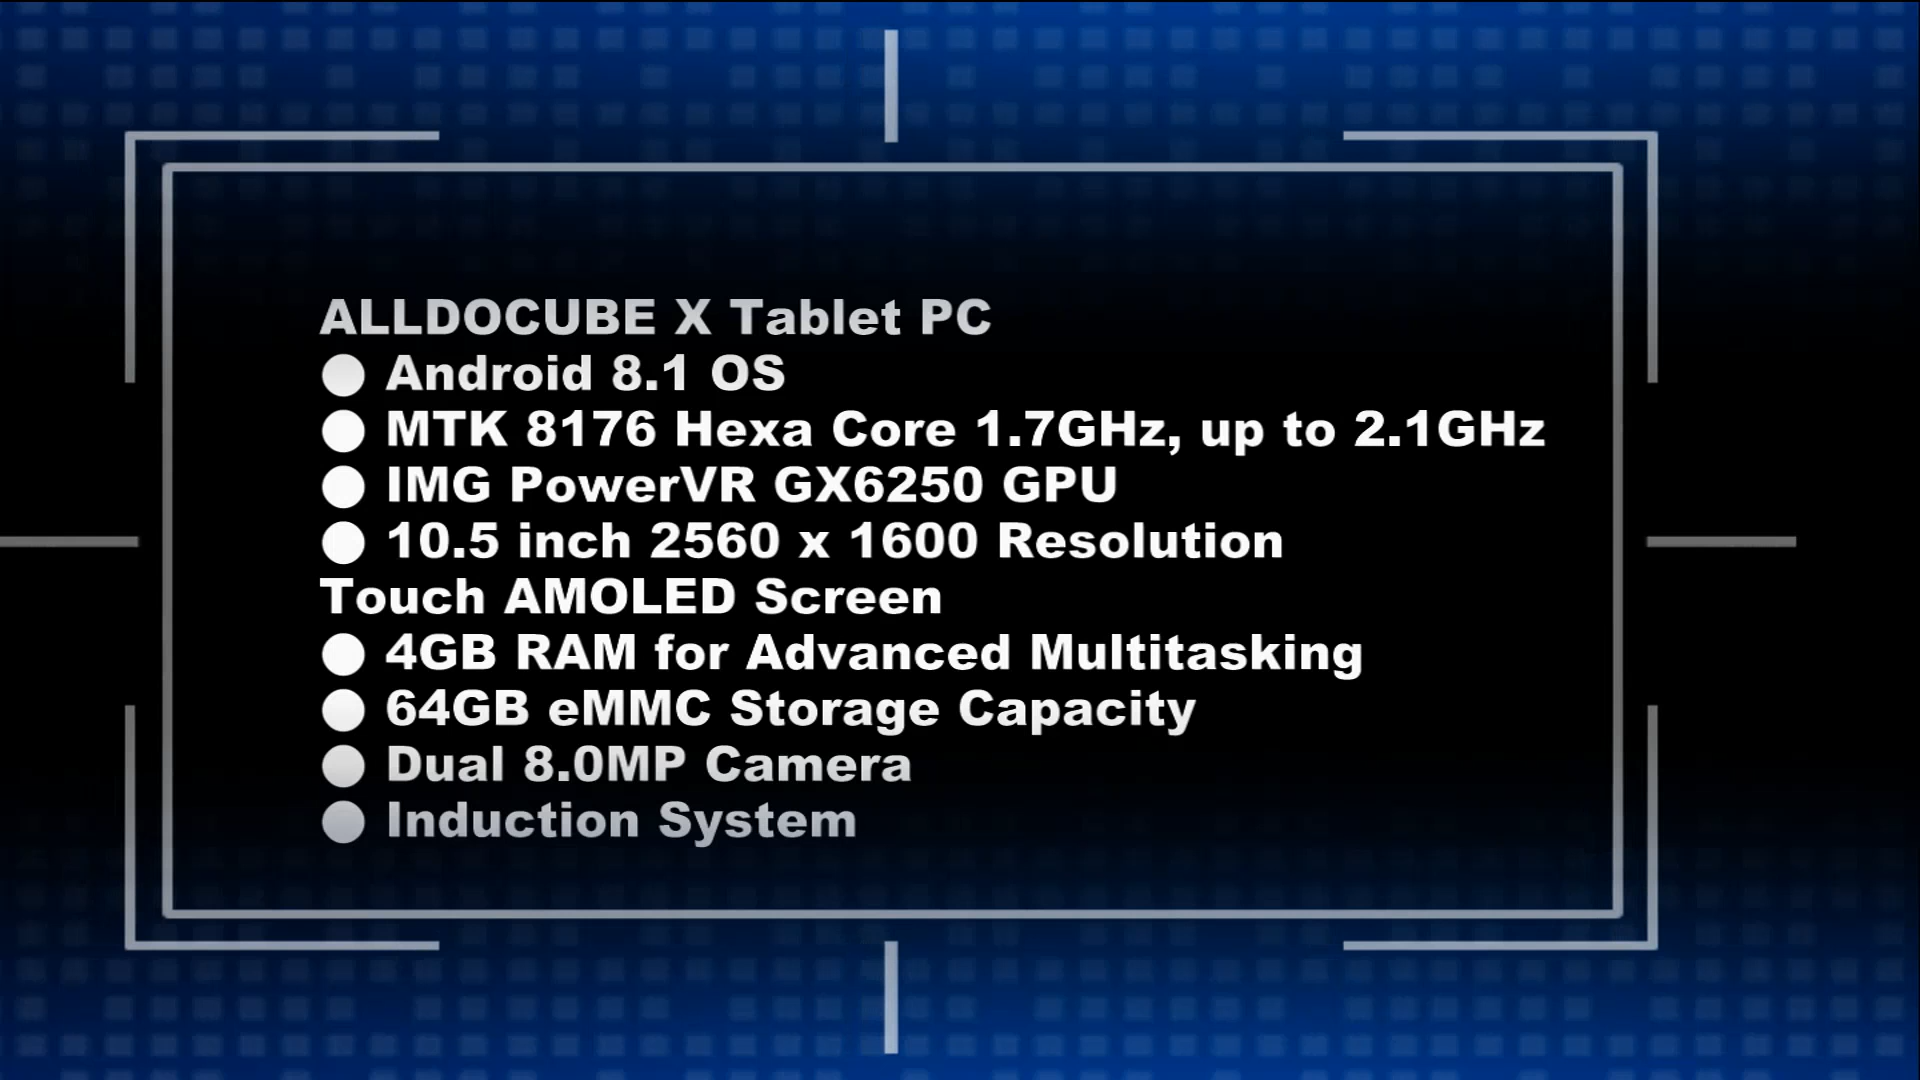 ALLDOCUBE X Tablet PC
● Android 8.1 OS
● MTK 8176 Hexa Core 1.7GHz, up to 2.1GHz
● IMG PowerVR GX6250 GPU
● 10.5 inch 2560 x 1600 Resolution
Touch AMOLED Screen
● 4GB RAM for Advanced Multitasking
● 64GB eMMC Storage Capacity
● Dual 8.0MP Camera
● Induction System